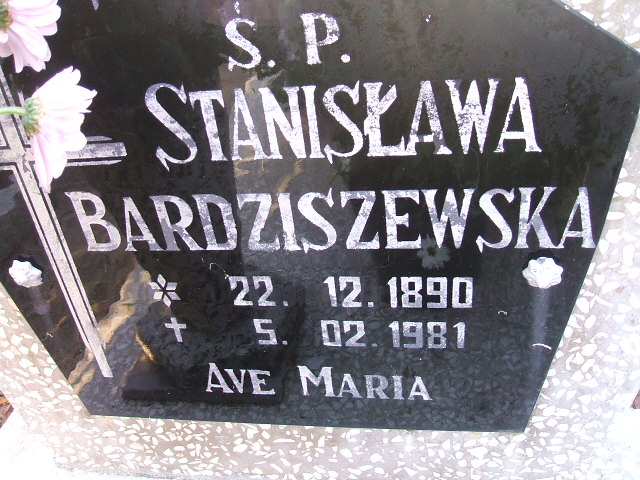 Ś. P.
STANISŁAWA
BARDZISZEWSKA
* 22. 12. 1890
† 5. 02. 1981
AVE MARIA